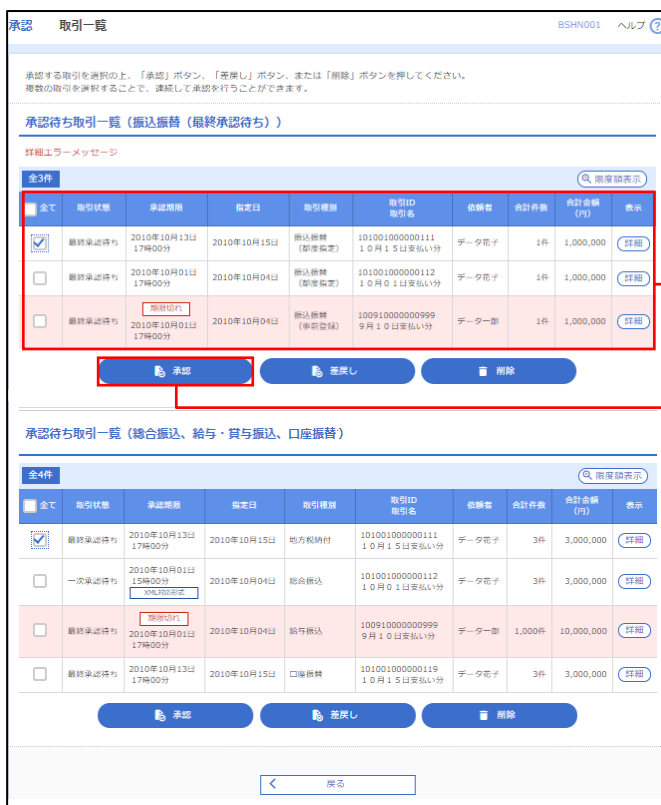 承認 取引一覧 BSHN001 ヘルプ ?
承認する取引を選択の上、「承認」ボタン、「差戻し」ボタン、または「削除」ボタンを押してください。
複数の取引を選択することで、連続して承認を行うことができます。
承認待ち取引一覧（振込振替（最終承認待ち））
詳細エラーメッセージ
全3件 限度額表示
全て 取引状態 承認期限 指定日 取引種別 取引ID 取引名 依頼者 合計件数 合計金額（円） 表示
最終承認待ち 2010年10月13日 17時00分 2010年10月15日 振込振替（都度指定） 101001000000111 10月15日支払い分 データ花子 1件 1,000,000 詳細
最終承認待ち 2010年10月01日 17時00分 2010年10月04日 振込振替（都度指定） 101001000000112 10月01日支払い分 データ花子 1件 1,000,000 詳細
最終承認待ち 期限切れ 2010年10月01日 17時00分 2010年10月04日 振込振替（事前登録） 100910000000999 9月10日支払い分 データ一郎 1件 1,000,000 詳細
承認 差戻し 削除
承認待ち取引一覧（総合振込、給与・賞与振込、口座振替）
全4件 限度額表示
全て 取引状態 承認期限 指定日 取引種別 取引ID 取引名 依頼者 合計件数 合計金額（円） 表示
最終承認待ち 2010年10月13日 17時00分 2010年10月15日 地方税納付 101001000000111 10月15日支払い分 データ花子 3件 3,000,000 詳細
一次承認待ち 2010年10月01日 15時00分 XML対応形式 2010年10月04日 総合振込 101001000000112 10月01日支払い分 データ花子 3件 3,000,000 詳細
最終承認待ち 期限切れ 2010年10月01日 17時00分 2010年10月04日 給与振込 100910000000999 9月10日支払い分 データ一郎 1,000件 10,000,000 詳細
最終承認待ち 2010年10月13日 17時00分 2010年10月15日 口座振替 101001000000119 10月15日支払い分 データ花子 3件 3,000,000 詳細
承認 差戻し 削除
戻る